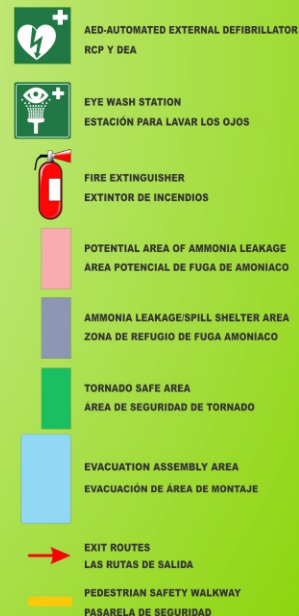 AED-AUTOMATED EXTERNAL DEFIBRILLATOR
RCP Y DEA
EYE WASH STATION
ESTACIÓN PARA LAVAR LOS OJOS
FIRE EXTINGUISHER
EXTINTOR DE INCENDIOS
POTENTIAL AREA OF AMMONIA LEAKAGE
ÁREA POTENCIAL DE FUGA DE AMONÍACO
AMMONIA LEAKAGE/SPILL SHELTER AREA
ZONA DE REFUGIO DE FUGA AMONÍACO
TORNADO SAFE AREA
ÁREA DE SEGURIDAD DE TORNADO
EVACUATION ASSEMBLY AREA
EVACUACIÓN DE ÁREA DE MONTAJE
EXIT ROUTES
LAS RUTAS DE SALIDA
PEDESTRIAN SAFETY WALKWAY
PASARELA DE SEGURIDAD